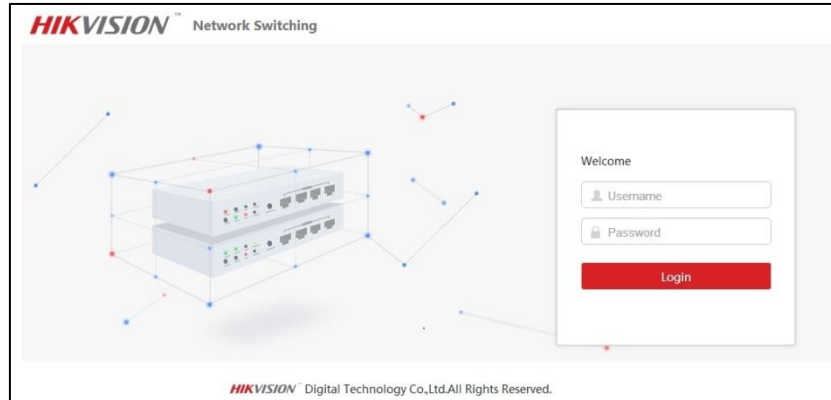 HIKVISION™ Network Switching
Welcome
Username
Password
Login
HIKVISION™ Digital Technology Co.,Ltd.All Rights Reserved.